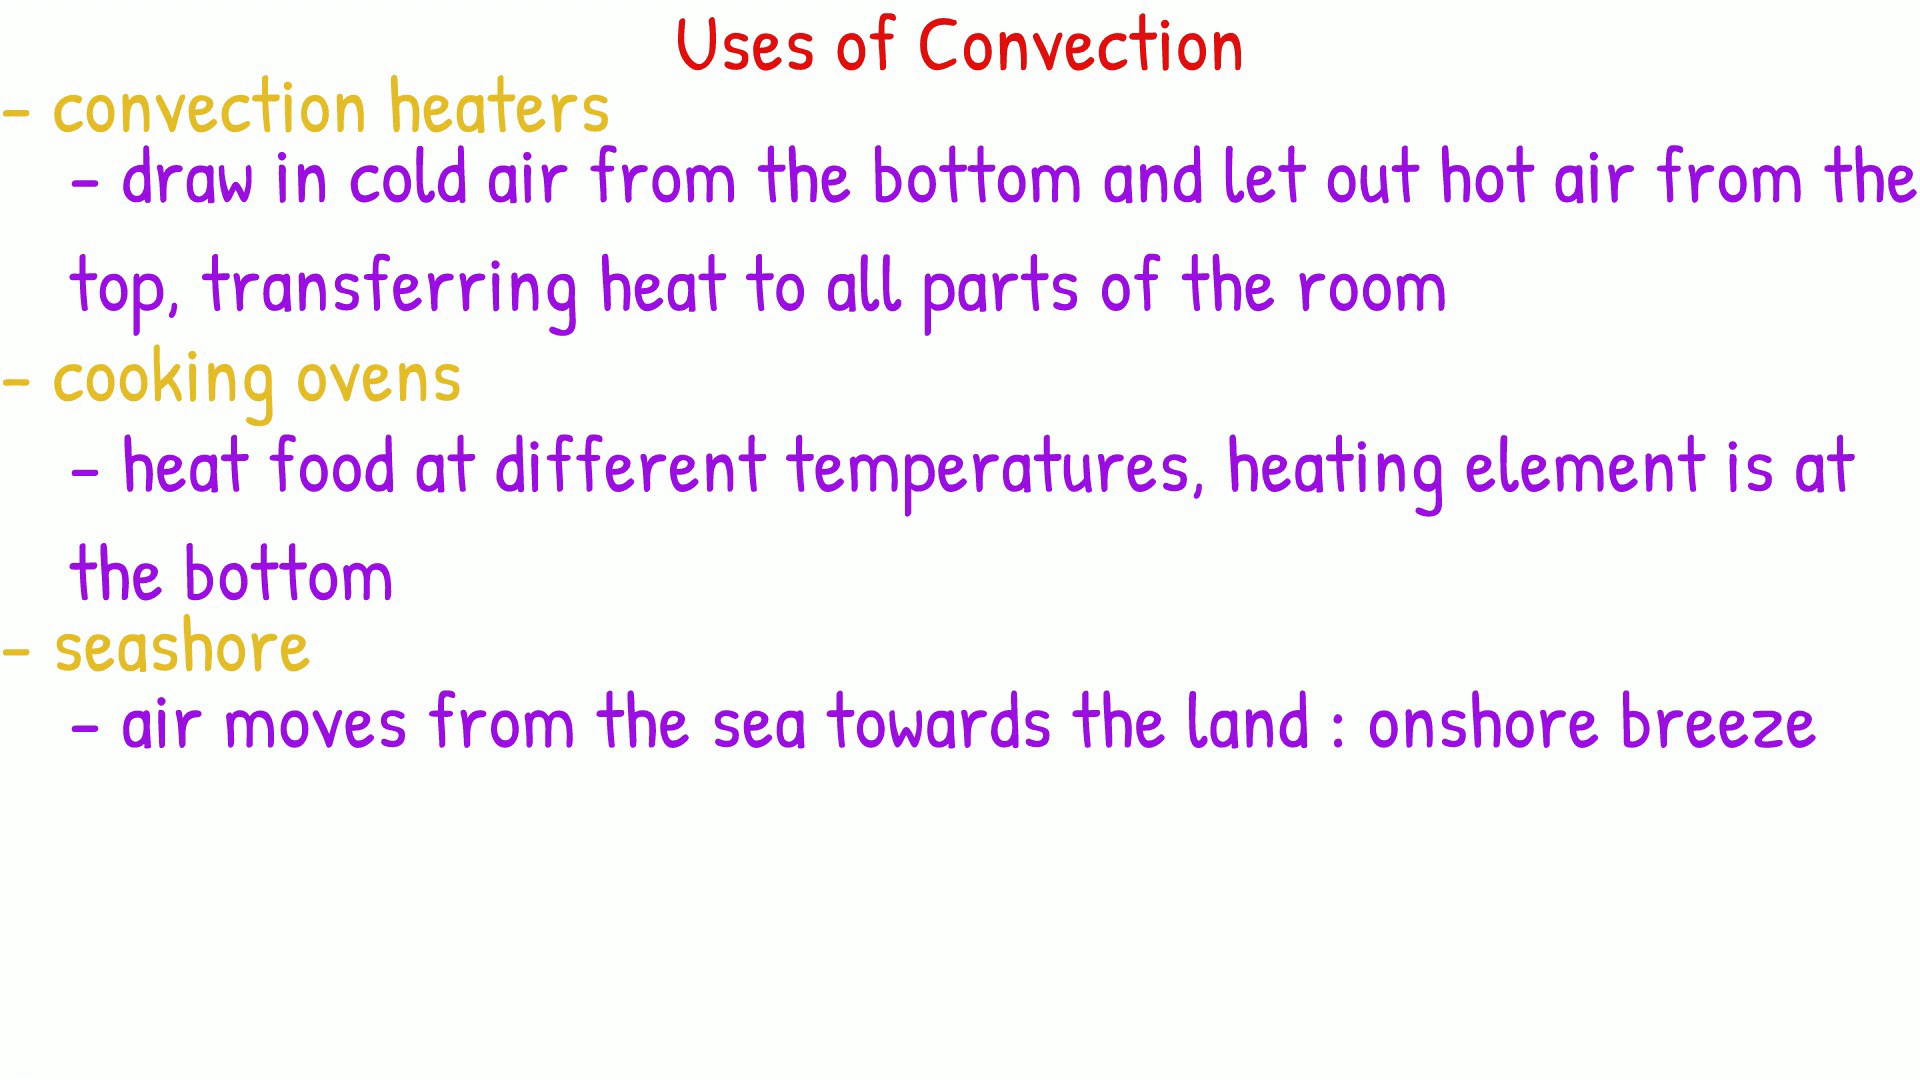 Uses of Convection
- convection heaters
- draw in cold air from the bottom and let out hot air from the
top, transferring heat to all parts of the room
- cooking ovens
- heat food at different temperatures, heating element is at
the bottom
- seashore
- air moves from the sea towards the land : onshore breeze